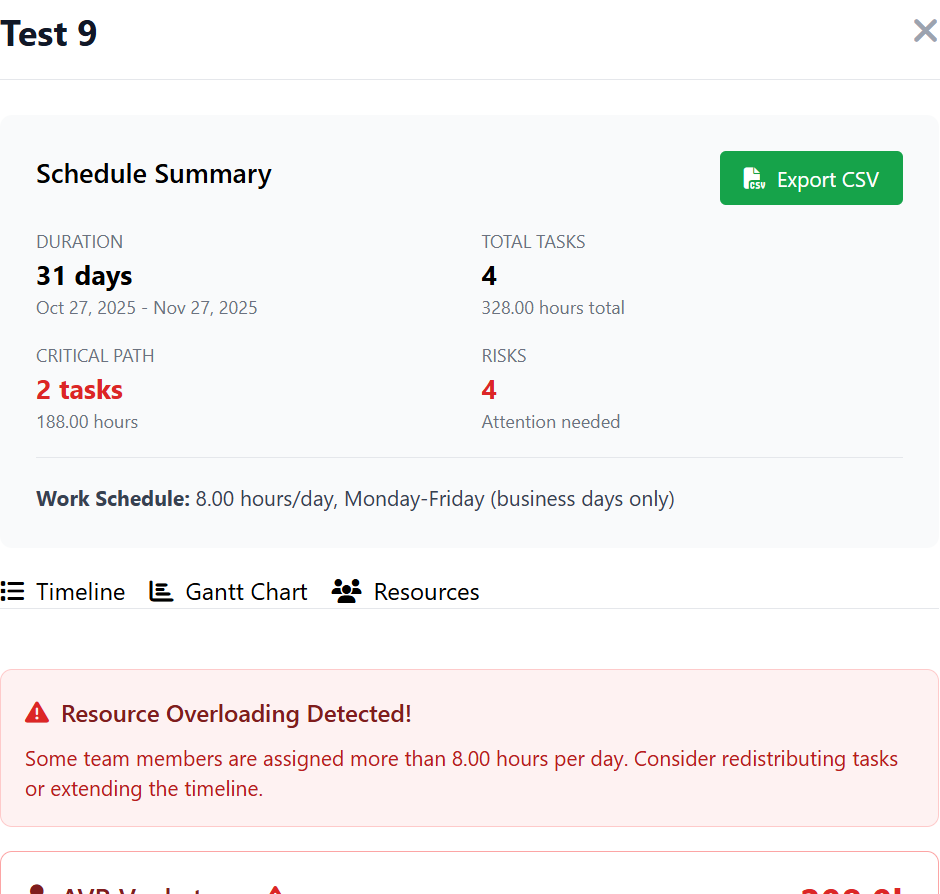 Test 9
Schedule Summary
CSV Export CSV
DURATION
31 days
Oct 27, 2025 - Nov 27, 2025
TOTAL TASKS
4
328.00 hours total
CRITICAL PATH
2 tasks
188.00 hours
RISKS
4
Attention needed
Work Schedule: 8.00 hours/day, Monday-Friday (business days only)
Timeline Gantt Chart Resources
Resource Overloading Detected!
Some team members are assigned more than 8.00 hours per day. Consider redistributing tasks
or extending the timeline.